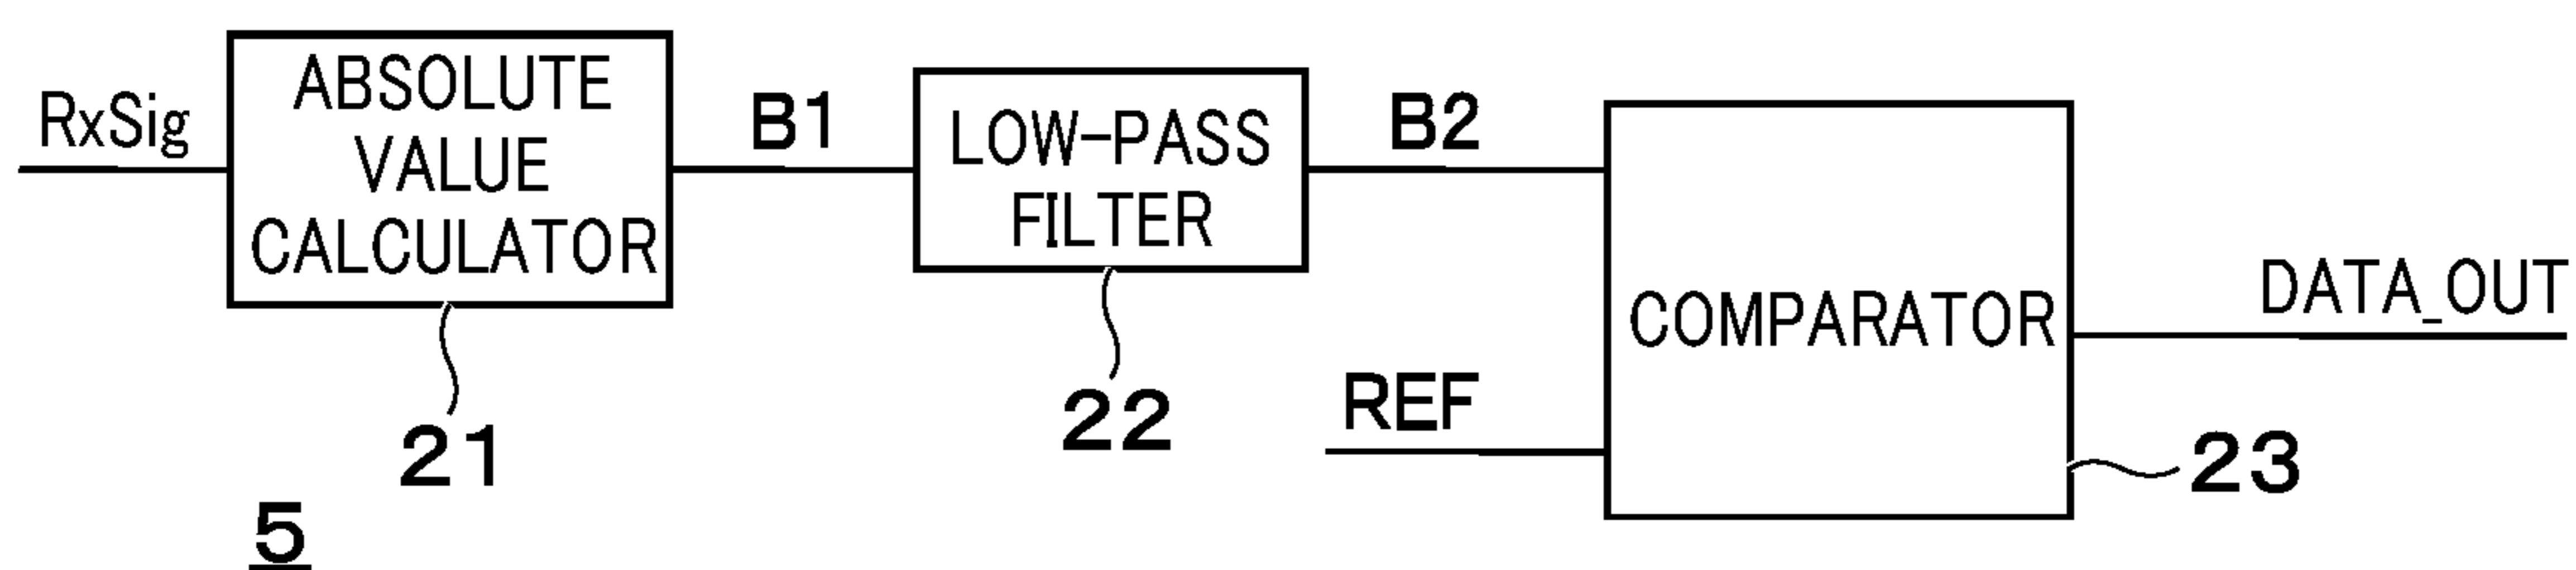 RxSig
ABSOLUTE
VALUE
CALCULATOR
21
B1
LOW-PASS
FILTER
22
B2
REF
COMPARATOR
23
DATA_OUT
5